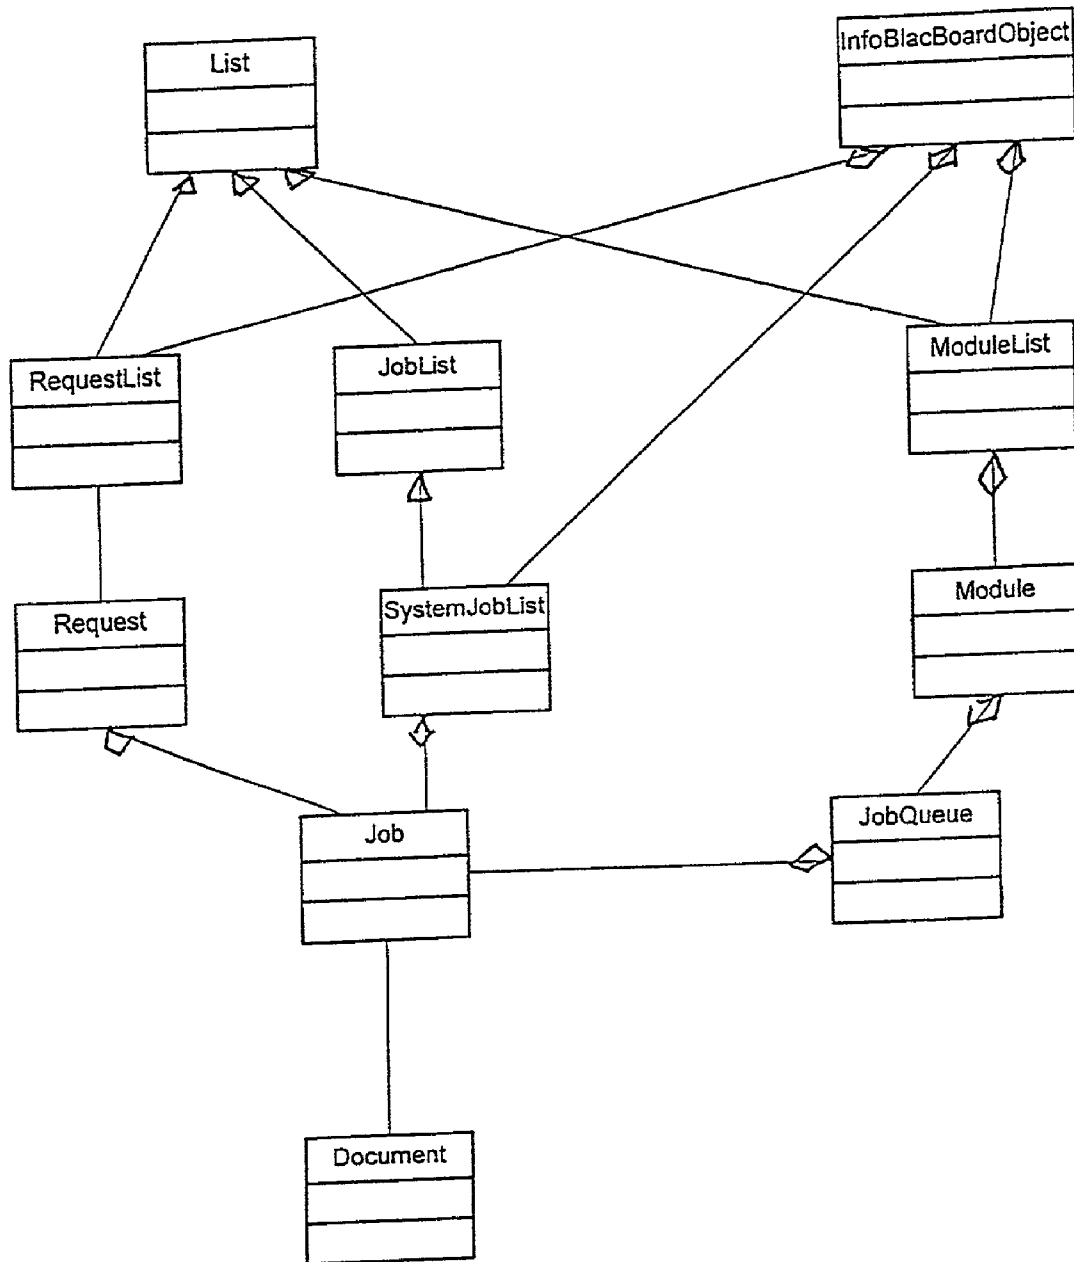 InfoBlacBoardObject
List
RequestList
JobList
ModuleList
Request
SystemJobList
Module
Job
JobQueue
Document